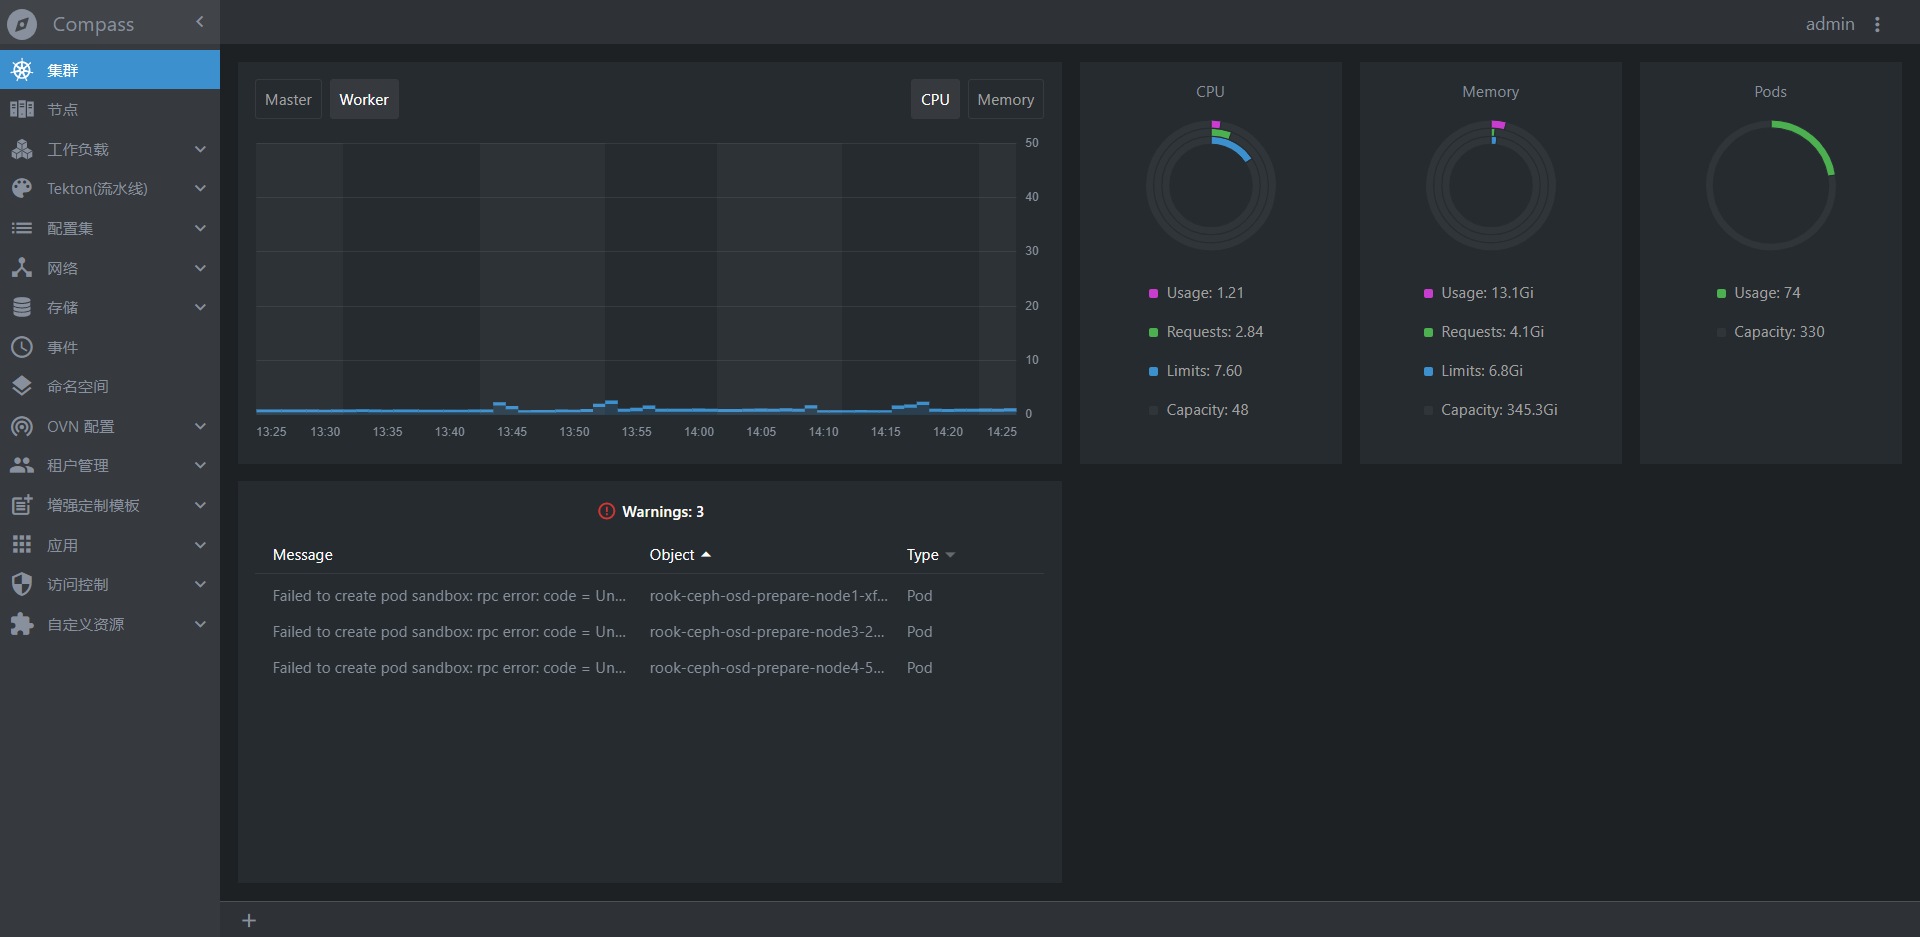 Compass
admin
集群
节点
工作负载
Tekton(流水线)
配置集
网络
存储
事件
命名空间
OVN 配置
租户管理
增强定制模板
应用
访问控制
自定义资源
Master
Worker
CPU
Memory
50
40
30
20
10
0
13:25
13:30
13:35
13:40
13:45
13:50
13:55
14:00
14:05
14:10
14:15
14:20
14:25
CPU
Usage: 1.21
Requests: 2.84
Limits: 7.60
Capacity: 48
Memory
Usage: 13.1Gi
Requests: 4.1Gi
Limits: 6.8Gi
Capacity: 345.3Gi
Pods
Usage: 74
Capacity: 330
Warnings: 3
Message Object Type
Failed to create pod sandbox: rpc error: code = Un... rook-ceph-osd-prepare-node1-xf... Pod
Failed to create pod sandbox: rpc error: code = Un... rook-ceph-osd-prepare-node3-2... Pod
Failed to create pod sandbox: rpc error: code = Un... rook-ceph-osd-prepare-node4-5... Pod